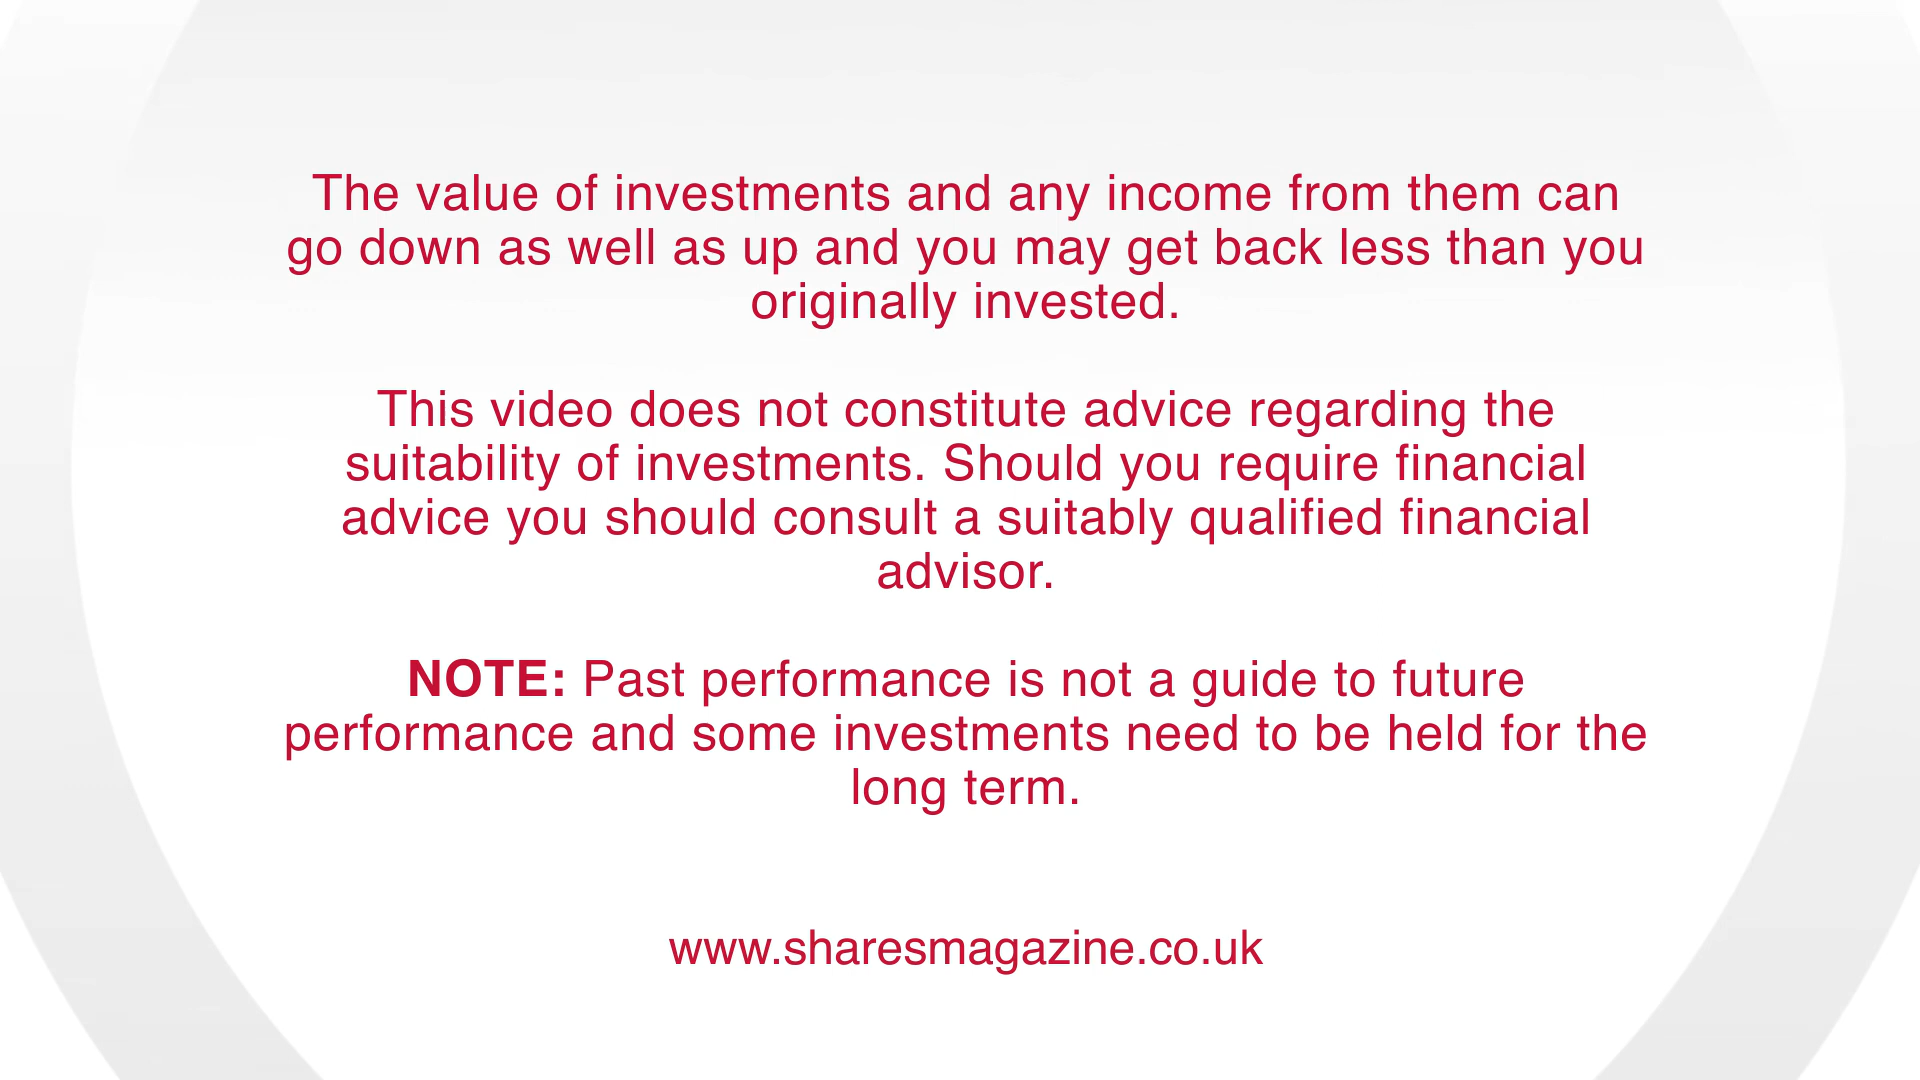 The value of investments and any income from them can
go down as well as up and you may get back less than you
originally invested.
This video does not constitute advice regarding the
suitability of investments. Should you require financial
advice you should consult a suitably qualified financial
advisor.
NOTE: Past performance is not a guide to future
performance and some investments need to be held for the
long term.
www.sharesmagazine.co.uk